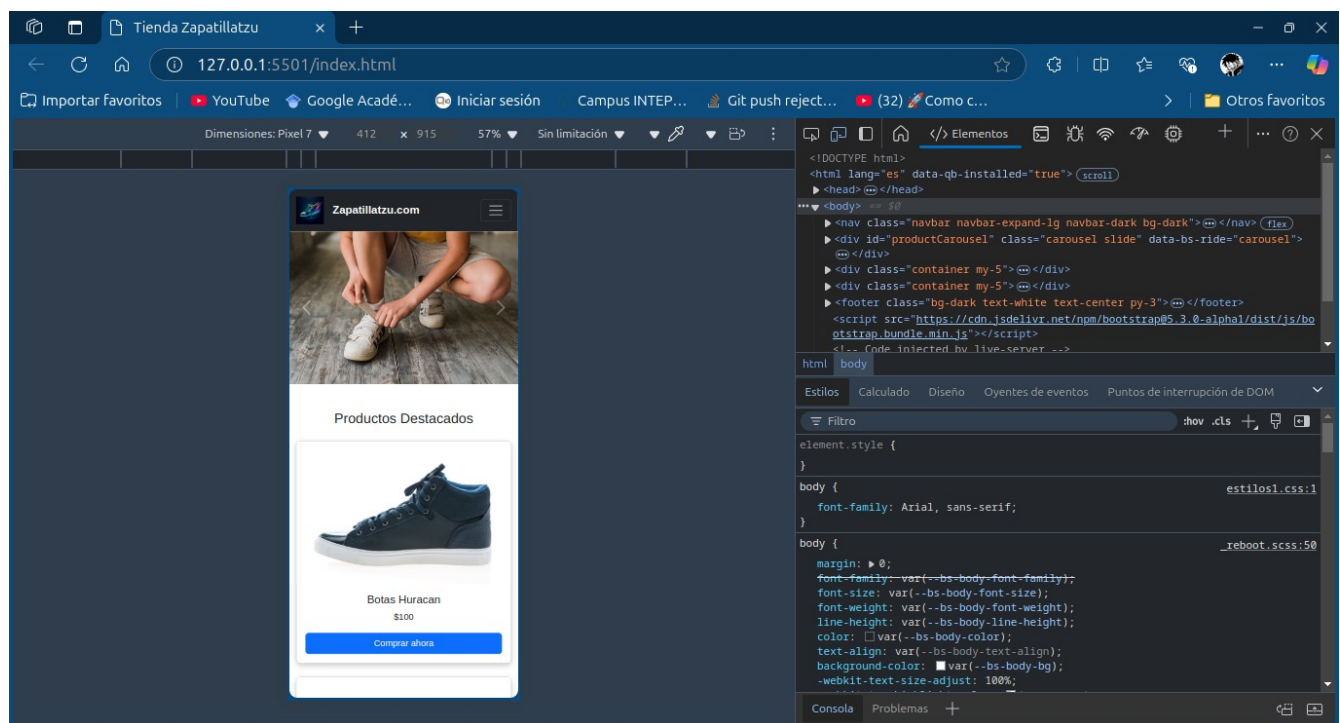 Tienda Zapatillatzu
127.0.0.1:5501/index.html
Importar favoritos
YouTube
Google Acadé...
Iniciar sesión
Campus INTEP...
Git push reject...
(32) 🚀Como c...
Otros favoritos
Dimensiones: Pixel 7 412 x 915 57% Sin limitación
Zapatillatzu.com
Productos Destacados
Botas Huracan
$100
Comprar ahora
</> Elementos
<!DOCTYPE html>
<html lang="es" data-qb-installed="true"> scroll
<head> ··· </head>
··· <body> == $0
<nav class="navbar navbar-expand-lg navbar-dark bg-dark"> ··· </nav> flex
<div id="productCarousel" class="carousel slide" data-bs-ride="carousel">
··· </div>
<div class="container my-5"> ··· </div>
<div class="container my-5"> ··· </div>
<footer class="bg-dark text-white text-center py-3"> ··· </footer>
<script src="https://cdn.jsdelivr.net/npm/bootstrap@5.3.0-alpha1/dist/js/bo
otstrap.bundle.min.js"></script>
<!-- Code injected by live-server -->
html body
Estilos Calculado Diseño Oyentes de eventos Puntos de interrupción de DOM
Filtro :hov .cls
element.style {
}
body { estilos1.css:1
font-family: Arial, sans-serif;
}
body { _reboot.scss:50
margin: 0;
font-family: var(--bs-body-font-family);
font-size: var(--bs-body-font-size);
font-weight: var(--bs-body-font-weight);
line-height: var(--bs-body-line-height);
color: var(--bs-body-color);
text-align: var(--bs-body-text-align);
background-color: var(--bs-body-bg);
-webkit-text-size-adjust: 100%;
Consola Problemas